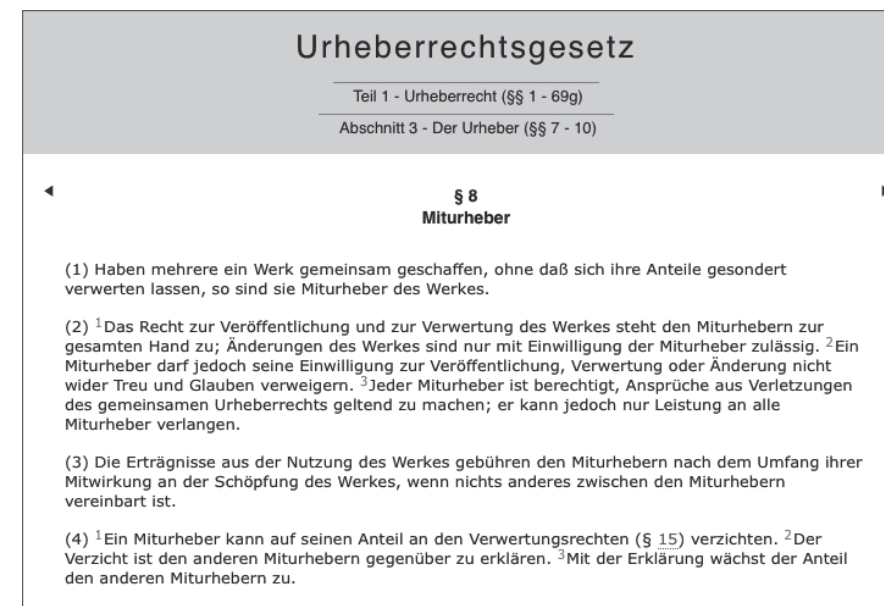 Urheberrechtsgesetz
Teil 1 - Urheberrecht (§§ 1 - 69g)
Abschnitt 3 - Der Urheber (§§ 7 - 10)
§ 8
Miturheber
(1) Haben mehrere ein Werk gemeinsam geschaffen, ohne daß sich ihre Anteile gesondert
verwerten lassen, so sind sie Miturheber des Werkes.
(2) ¹Das Recht zur Veröffentlichung und zur Verwertung des Werkes steht den Miturhebern zur
gesamten Hand zu; Änderungen des Werkes sind nur mit Einwilligung der Miturheber zulässig. ²Ein
Miturheber darf jedoch seine Einwilligung zur Veröffentlichung, Verwertung oder Änderung nicht
wider Treu und Glauben verweigern. ³Jeder Miturheber ist berechtigt, Ansprüche aus Verletzungen
des gemeinsamen Urheberrechts geltend zu machen; er kann jedoch nur Leistung an alle
Miturheber verlangen.
(3) Die Erträgnisse aus der Nutzung des Werkes gebühren den Miturhebern nach dem Umfang ihrer
Mitwirkung an der Schöpfung des Werkes, wenn nichts anderes zwischen den Miturhebern
vereinbart ist.
(4) ¹Ein Miturheber kann auf seinen Anteil an den Verwertungsrechten (§ 15) verzichten. ²Der
Verzicht ist den anderen Miturhebern gegenüber zu erklären. ³Mit der Erklärung wächst der Anteil
den anderen Miturhebern zu.